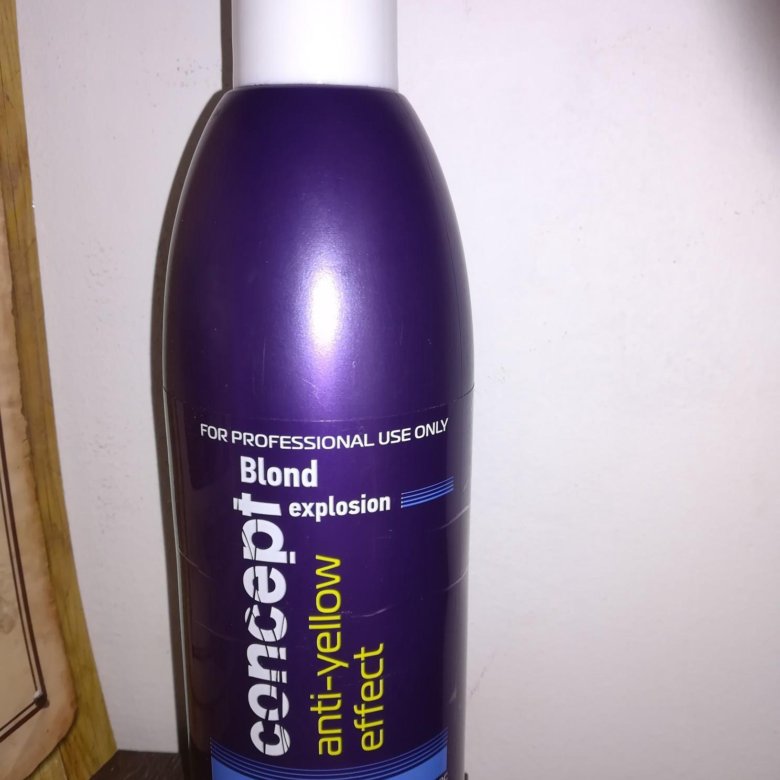 FOR PROFESSIONAL USE ONLY
Blond
explosion
concept
anti-yellow
effect